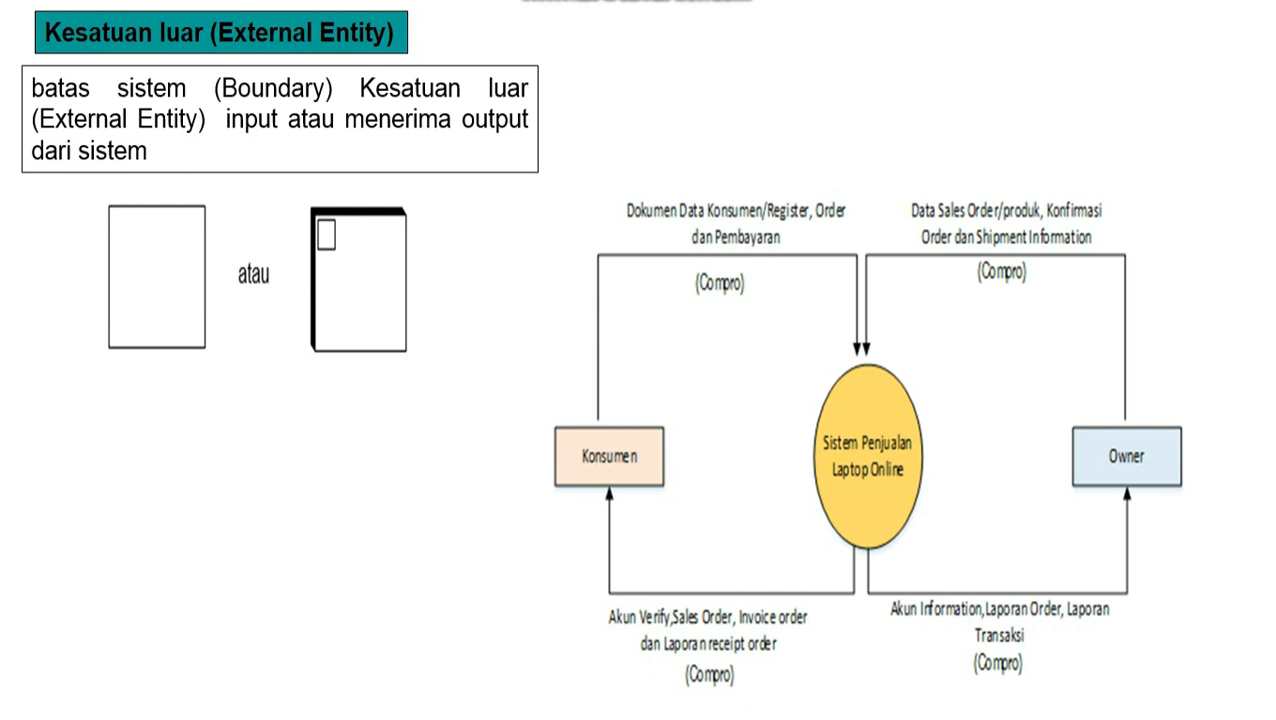 Kesatuan luar (External Entity)
batas sistem (Boundary) Kesatuan luar
(External Entity) input atau menerima output
dari sistem
atau
Dokumen Data Konsumen/Register, Order
dan Pembayaran
(Compro)
Data Sales Order/produk, Konfirmasi
Order dan Shipment Information
(Compro)
Konsumen
Sistem Penjualan
Laptop Online
Owner
Akun Verify,Sales Order, Invoice order
dan Laporan receipt order
(Compro)
Akun Information,Laporan Order, Laporan
Transaksi
(Compro)